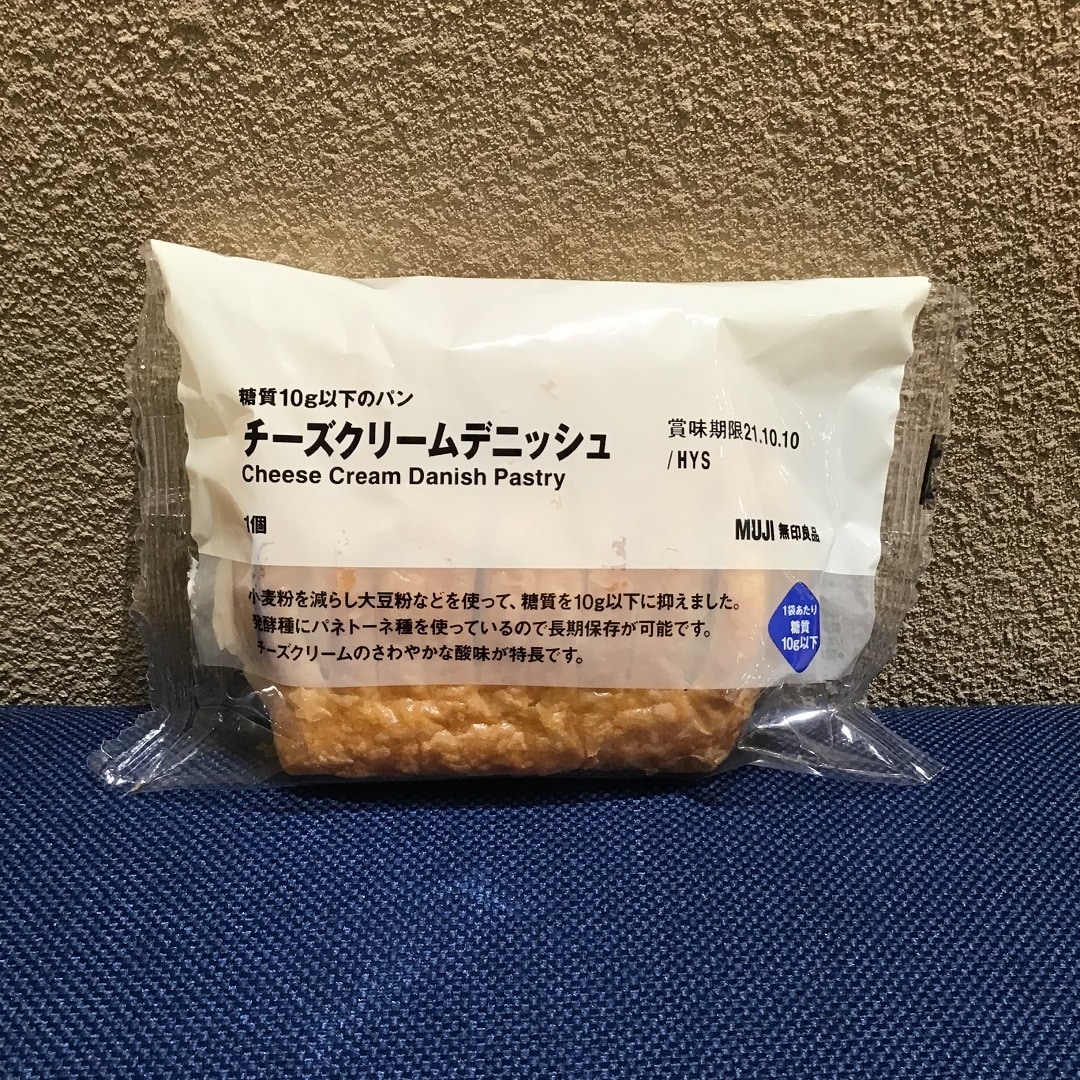 糖質10g以下のパン
チーズクリームデニッシュ
Cheese Cream Danish Pastry
賞味期限21.10.10
/HYS
1個
MUJI 無印良品
小麦粉を減らし大豆粉などを使って、糖質を10g以下に抑えました。
発酵種にパネトーネ種を使っているので長期保存が可能です。
チーズクリームのさわやかな酸味が特長です。
1袋あたり
糖質
10g以下